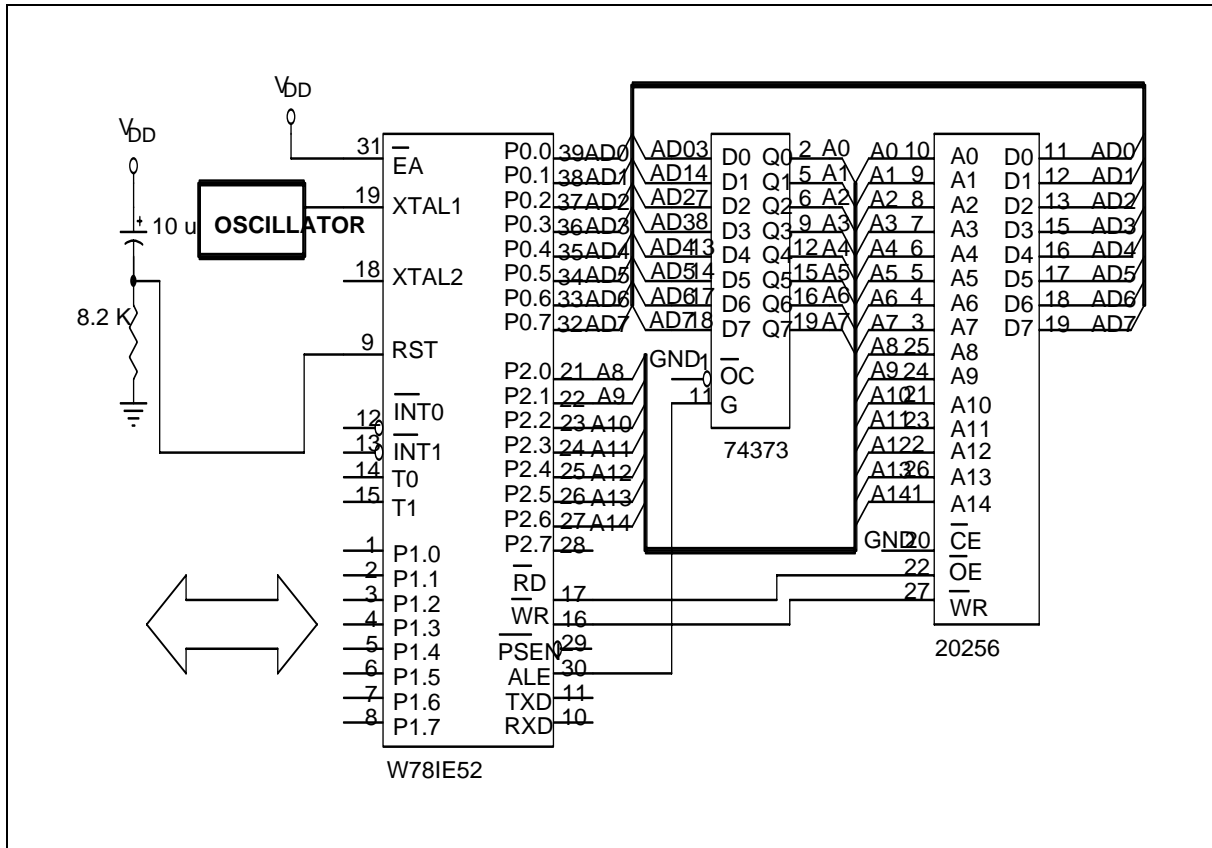 VDD
VDD
10 u
8.2 K
OSCILLATOR
31 EA
19 XTAL1
18 XTAL2
9 RST
12 INT0
13 INT1
14 T0
15 T1
1 P1.0
2 P1.1
3 P1.2
4 P1.3
5 P1.4
6 P1.5
7 P1.6
8 P1.7
P0.0 39 AD0
P0.1 38 AD1
P0.2 37 AD2
P0.3 36 AD3
P0.4 35 AD4
P0.5 34 AD5
P0.6 33 AD6
P0.7 32 AD7
P2.0 21 A8
P2.1 22 A9
P2.2 23 A10
P2.3 24 A11
P2.4 25 A12
P2.5 26 A13
P2.6 27 A14
P2.7 28
RD 17
WR 16
PSEN 29
ALE 30
TXD 11
RXD 10
W78IE52
AD0 3 D0 Q0 2 A0
AD1 4 D1 Q1 5 A1
AD2 7 D2 Q2 6 A2
AD3 8 D3 Q3 9 A3
AD4 13 D4 Q4 12 A4
AD5 14 D5 Q5 15 A5
AD6 17 D6 Q6 16 A6
AD7 18 D7 Q7 19 A7
GND 1 OC
11 G
74373
A0 10 A0 D0 11 AD0
A1 9 A1 D1 12 AD1
A2 8 A2 D2 13 AD2
A3 7 A3 D3 15 AD3
A4 6 A4 D4 16 AD4
A5 5 A5 D5 17 AD5
A6 4 A6 D6 18 AD6
A7 3 A7 D7 19 AD7
A8 25 A8
A9 24 A9
A10 21 A10
A11 23 A11
A12 2 A12
A13 26 A13
A14 1 A14
GND 20 CE
22 OE
27 WR
20256